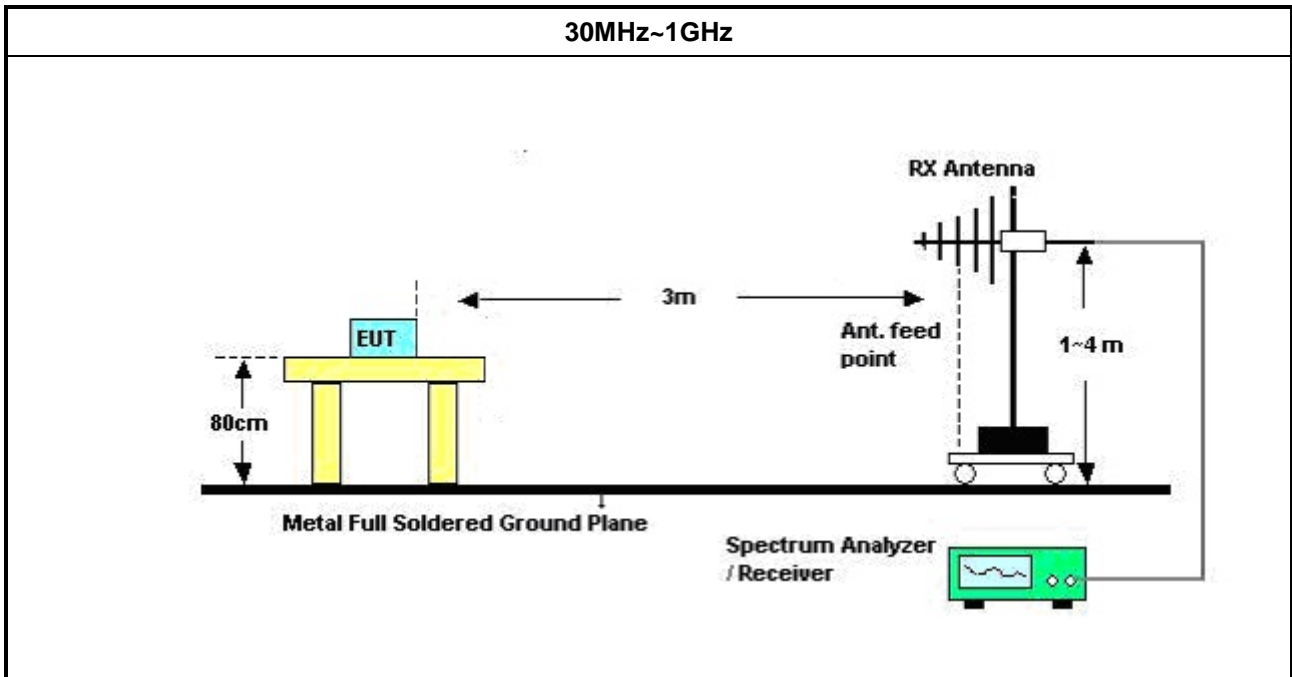 30MHz~1GHz
RX Antenna
3m
EUT
Ant. feed
point
1~4 m
80cm
Metal Full Soldered Ground Plane
Spectrum Analyzer
/ Receiver